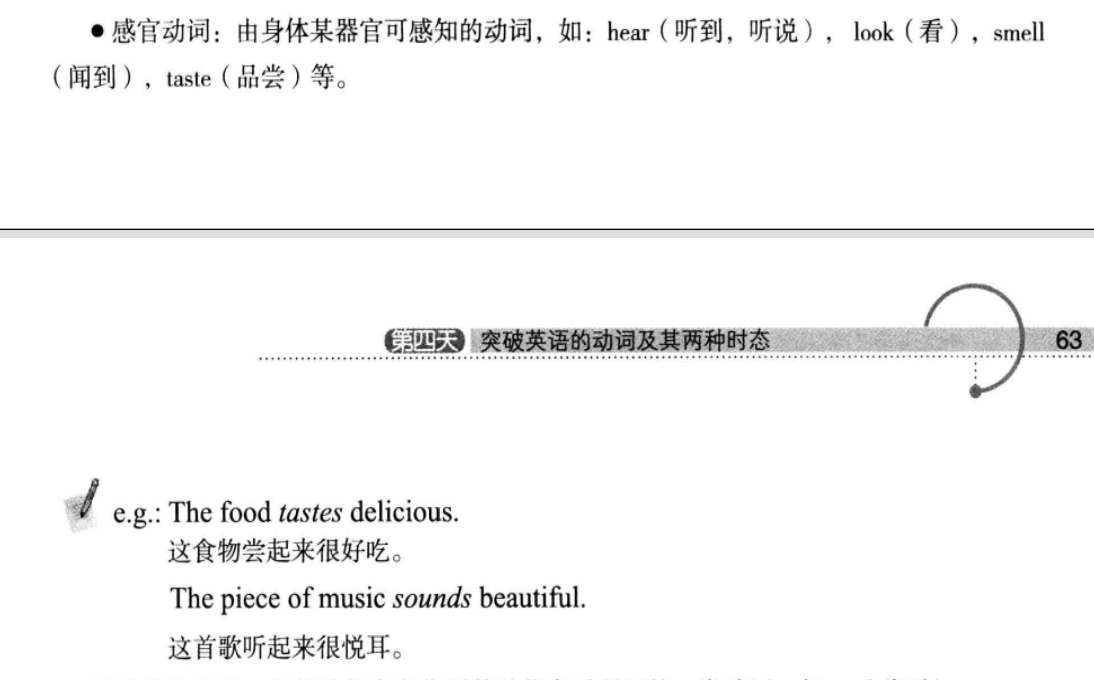 ● 感官动词：由身体某器官可感知的动词，如：hear（听到，听说）， look（看），smell
（闻到），taste（品尝）等。
第四天 突破英语的动词及其两种时态 63
e.g.: The food tastes delicious.
这食物尝起来很好吃。
The piece of music sounds beautiful.
这首歌听起来很悦耳。